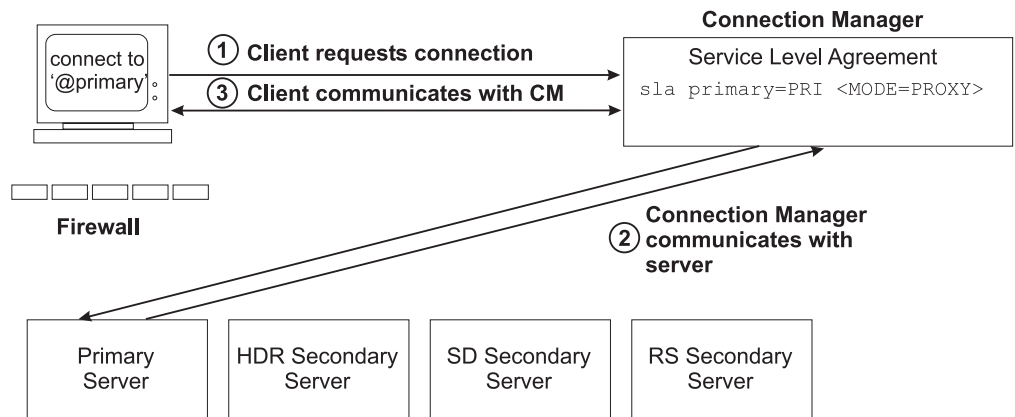 Connection Manager
connect to
'@primary'
1 Client requests connection
3 Client communicates with CM
Service Level Agreement
sla primary=PRI <MODE=PROXY>
Firewall
2 Connection Manager
communicates with
server
Primary
Server
HDR Secondary
Server
SD Secondary
Server
RS Secondary
Server